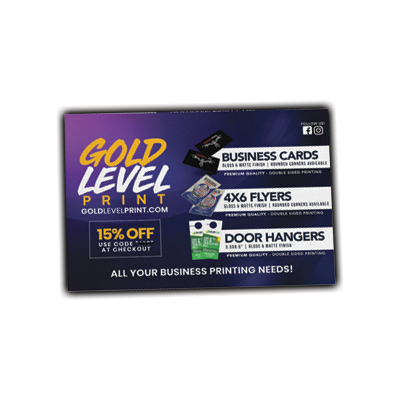 FOLLOW US!
GOLD
LEVEL
PRINT
GOLDLEVELPRINT.COM
15% OFF
USE CODE
AT CHECKOUT
BUSINESS CARDS
GLOSS & MATTE FINISH | ROUNDED CORNERS AVAILABLE
PREMIUM QUALITY - DOUBLE SIDED PRINTING
4X6 FLYERS
GLOSS & MATTE FINISH | ROUNDED CORNERS AVAILABLE
PREMIUM QUALITY - DOUBLE SIDED PRINTING
DOOR HANGERS
GLOSS & MATTE FINISH
PREMIUM QUALITY - DOUBLE SIDED PRINTING
ALL YOUR BUSINESS PRINTING NEEDS!